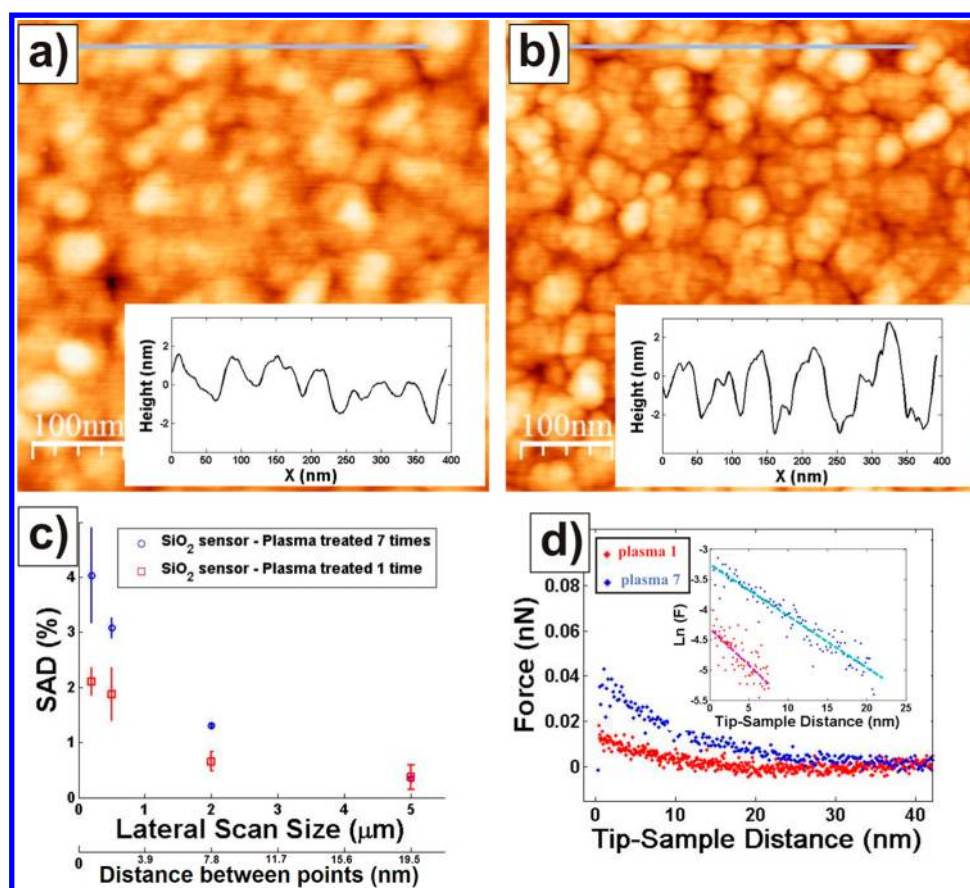 a)
100nm
Height (nm)
2
0
-2
0 50 100 150 200 250 300 350 400
X (nm)
b)
100nm
Height (nm)
2
0
-2
0 50 100 150 200 250 300 350 400
X (nm)
c)
SiO2 sensor - Plasma treated 7 times
SiO2 sensor - Plasma treated 1 time
SAD (%)
4
3
2
1
0
0 1 2 3 4 5
Lateral Scan Size (μm)
0 3.9 7.8 11.7 15.6 19.5
Distance between points (nm)
d)
plasma 1
plasma 7
Force (nN)
0.08
0.06
0.04
0.02
0
0 10 20 30 40
Tip-Sample Distance (nm)
Ln (F)
-3
-3.5
-4
-4.5
-5
-5.5
0 5 10 15 20 25
Tip-Sample Distance (nm)